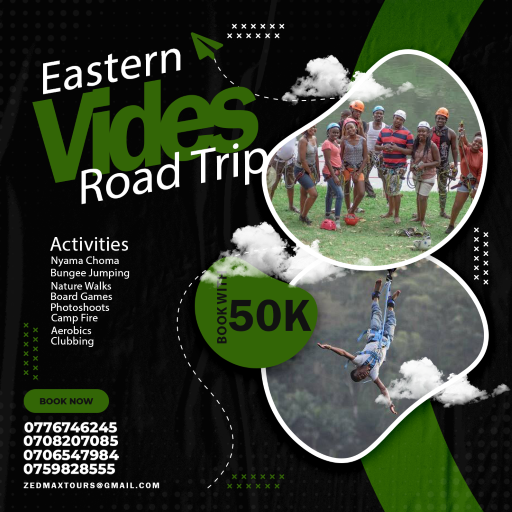 Eastern
Vides
Road Trip
Activities
Nyama Choma
Bungee Jumping
Nature Walks
Board Games
Photoshoots
Camp Fire
Aerobics
Clubbing
BOOK WITH
50K
BOOK NOW
0776746245
0708207085
0706547984
0759828555
ZEDMAXTOURS@GMAIL.COM